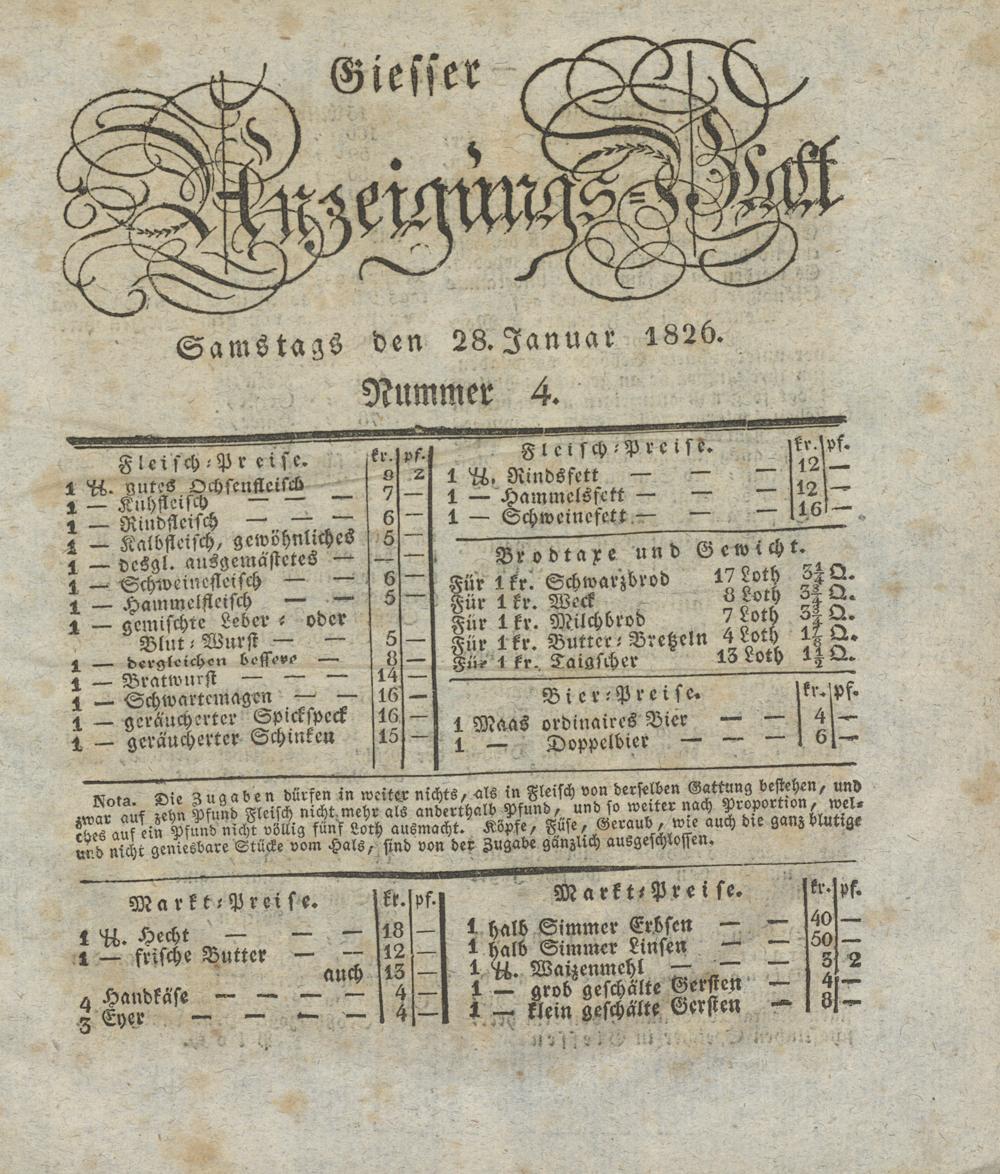 Giesser
Anzeigungs=Blatt
Samstags den 28. Januar 1826.
Nummer 4.
Fleisch=Preise. kr. pf.
1 ℔. gutes Ochsenfleisch 8 2
1 — Kuhfleisch — — 7 —
1 — Rindfleisch — — — 6 —
1 — Kalbfleisch, gewöhnliches 5 —
1 — desgl. ausgemästetes — — —
1 — Schweinefleisch — — 6 —
1 — Hammelfleisch — — 5 —
1 — gemischte Leber= oder
Blut=Wurst — — 5 —
1 — dergleichen bessere — 8 —
1 — Bratwurst — — — 14 —
1 — Schwartemagen — — 16 —
1 — geräucherter Spickspeck 16 —
1 — geräucherter Schinken 15 —
Fleisch=Preise. kr. pf.
1 ℔. Rindsfett — — — 12 —
1 — Hammelsfett — — — 12 —
1 — Schweinefett — — — 16 —
Brodtaxe und Gewicht.
Für 1 kr. Schwarzbrod 17 Loth 3¼ Q.
Für 1 kr. Weck 8 Loth 3¾ Q.
Für 1 kr. Milchbrod 7 Loth 3¾ Q.
Für 1 kr. Butter=Bretzeln 4 Loth 1⅞ Q.
Für 1 kr. Taigscher 13 Loth 1½ Q.
Bier=Preise. kr. pf.
1 Maas ordinaires Bier — — 4 —
1 — Doppelbier — — — 6 —
Nota. Die Zugaben dürfen in weiter nichts, als in Fleisch von derselben Gattung bestehen, und
zwar auf zehn Pfund Fleisch nicht mehr als anderthalb Pfund, und so weiter nach Proportion, wel=
ches auf ein Pfund nicht völlig fünf Loth ausmacht. Köpfe, Füse, Geraub, wie auch die ganz blutige
und nicht geniesbare Stücke vom Hals, sind von der Zugabe gänzlich ausgeschlossen.
Markt=Preise. kr. pf.
1 ℔. Hecht — — — 18 —
1 — frische Butter — — 12 —
auch 13 —
4 Handkäse — — — — 4 —
3 Eyer — — — — 4 —
Markt=Preise. kr. pf.
1 halb Simmer Erbsen — — 40 —
1 halb Simmer Linsen — — 50 —
1 ℔. Waizenmehl — — — 3 2
1 — grob geschälte Gersten — 4 —
1 — klein geschälte Gersten — 8 —